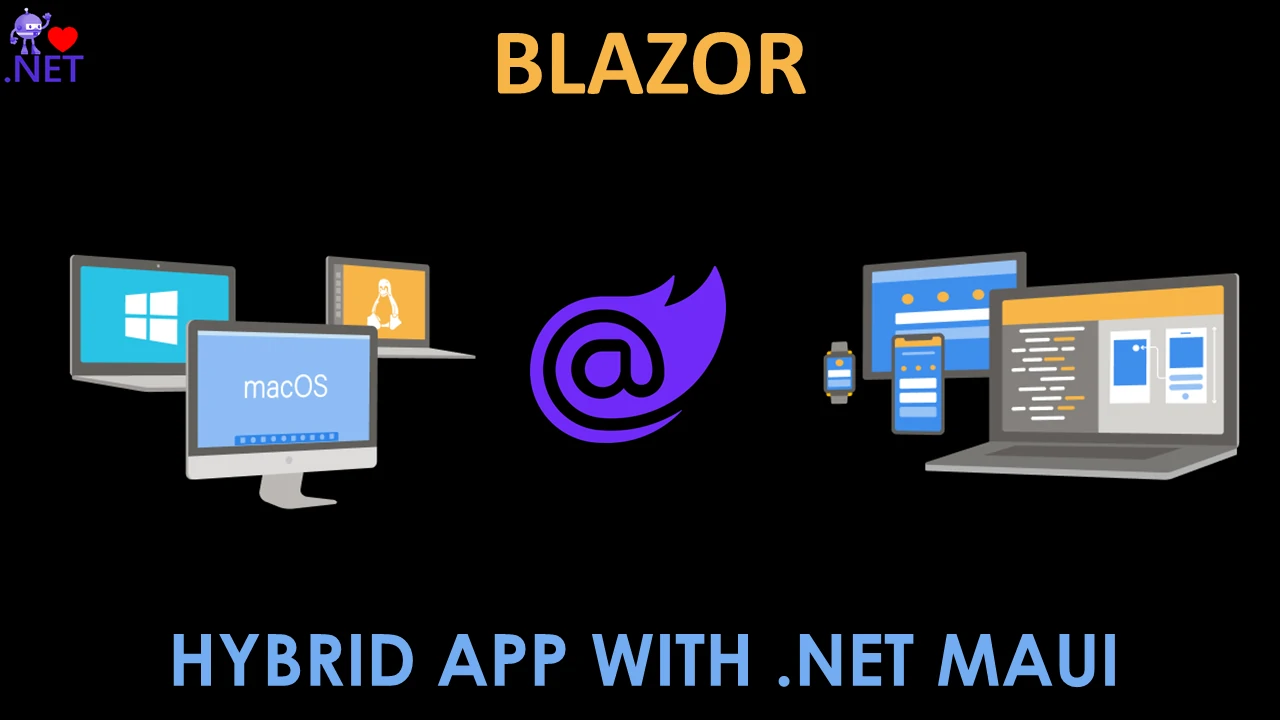 .NET
BLAZOR
macOS
@
HYBRID APP WITH .NET MAUI